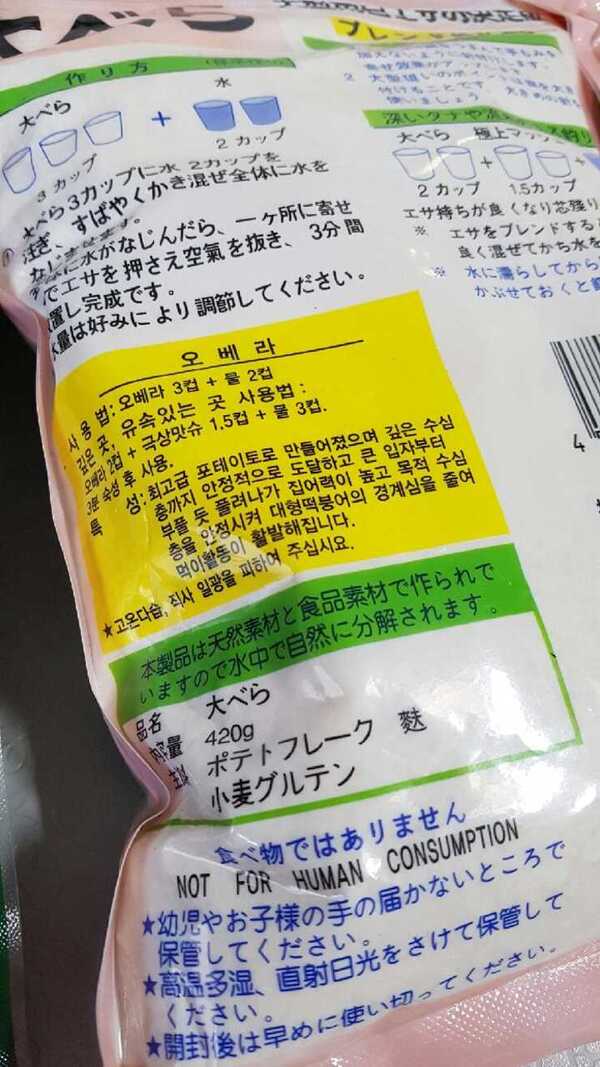 大べら
作り方
大べら
水
+
3カップ
2カップ
大べら3カップに水 2カップを
注ぎ、すばやくかき混ぜ全体に水を
に水がなじんだら、一ヶ所に寄せ
でエサを押さえ空氣を抜き、3分間
置し完成です。
水量は好みにより調節してください。
深いタナや
大べら 極上マッ
+
+
2カップ 1.5カップ
エサ持ちが良くなり芯残り
※ エサをブレンドする
良く混ぜてから水を
※ 水に濡らしてから
かぶせておくと
오베라
사용법: 오베라 3컵 + 물 2컵
깊은 곳, 유속있는 곳 사용법 :
오베라 2컵 + 극상맛슈 1.5컵 + 물 3컵.
3분 숙성 후 사용.
특 성: 최고급 포테이토로 만들어졌으며 깊은 수심
층까지 안정적으로 도달하고 큰 입자부터
부풀 듯 플러나가 집어력이 높고 목적 수심
층을 안정시켜 대형떡붕어의 경계심을 줄여
먹이활동이 활발해집니다.
★고온다습, 직사 일광을 피하여 주십시요.
本製品は天然素材と食品素材で作られて
いますので水中で自然に分解されます。
品名 大べら
内容量 420g
ポテトフレーク 麩
小麦グルテン
4
食べ物ではありません
NOT FOR HUMAN CONSUMPTION
★幼児やお子様の手の届かないところで
保管してください。
★高温多湿、直射日光をさけて保管して
ください。
★開封後は早めに使い切ってください。